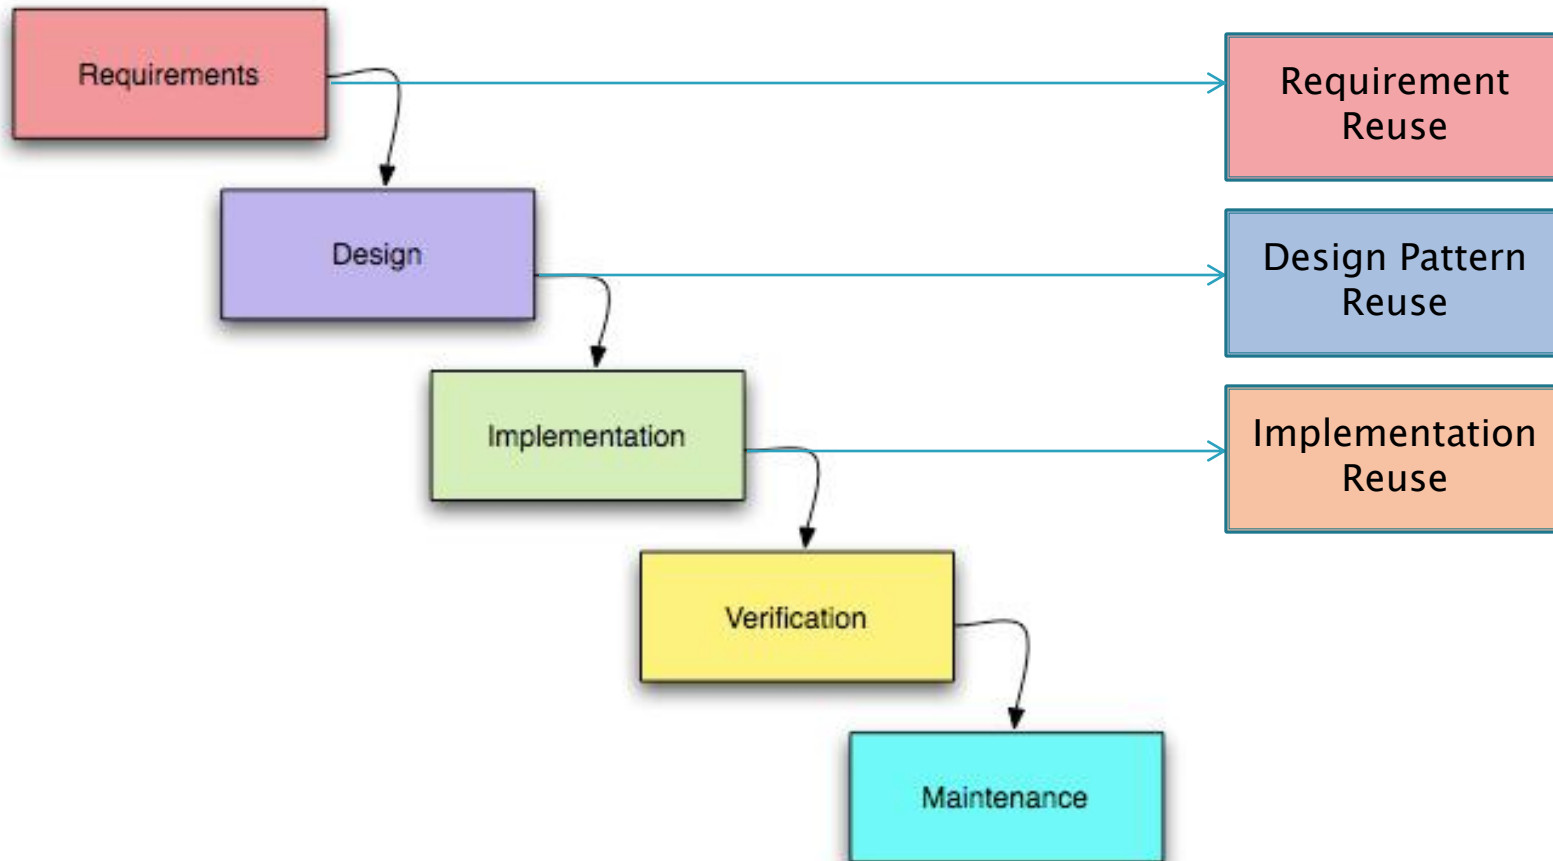 Requirements
Requirement
Reuse
Design
Design Pattern
Reuse
Implementation
Implementation
Reuse
Verification
Maintenance